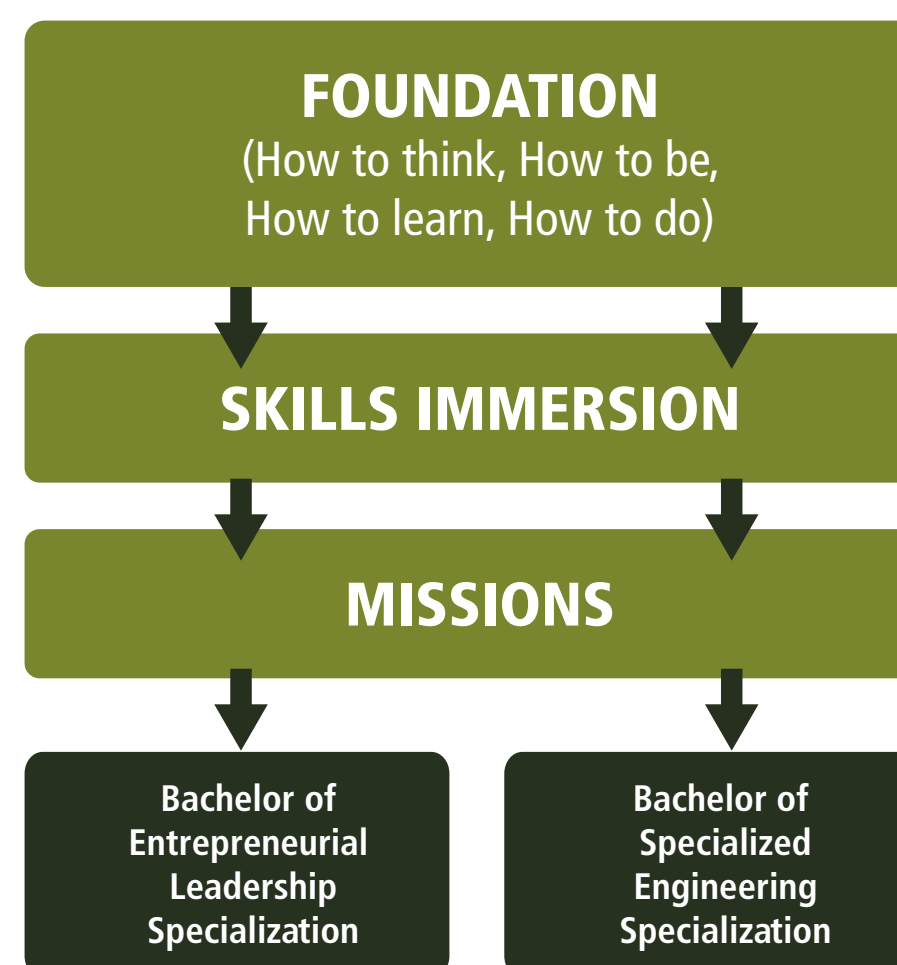 FOUNDATION
(How to think, How to be,
How to learn, How to do)
SKILLS IMMERSION
MISSIONS
Bachelor of
Entrepreneurial
Leadership
Specialization
Bachelor of
Specialized
Engineering
Specialization